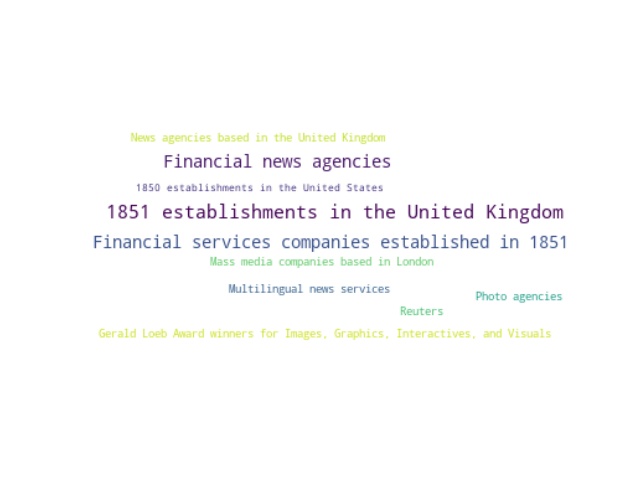 News agencies based in the United Kingdom
Financial news agencies
1850 establishments in the United States
1851 establishments in the United Kingdom
Financial services companies established in 1851
Mass media companies based in London
Multilingual news services
Photo agencies
Reuters
Gerald Loeb Award winners for Images, Graphics, Interactives, and Visuals